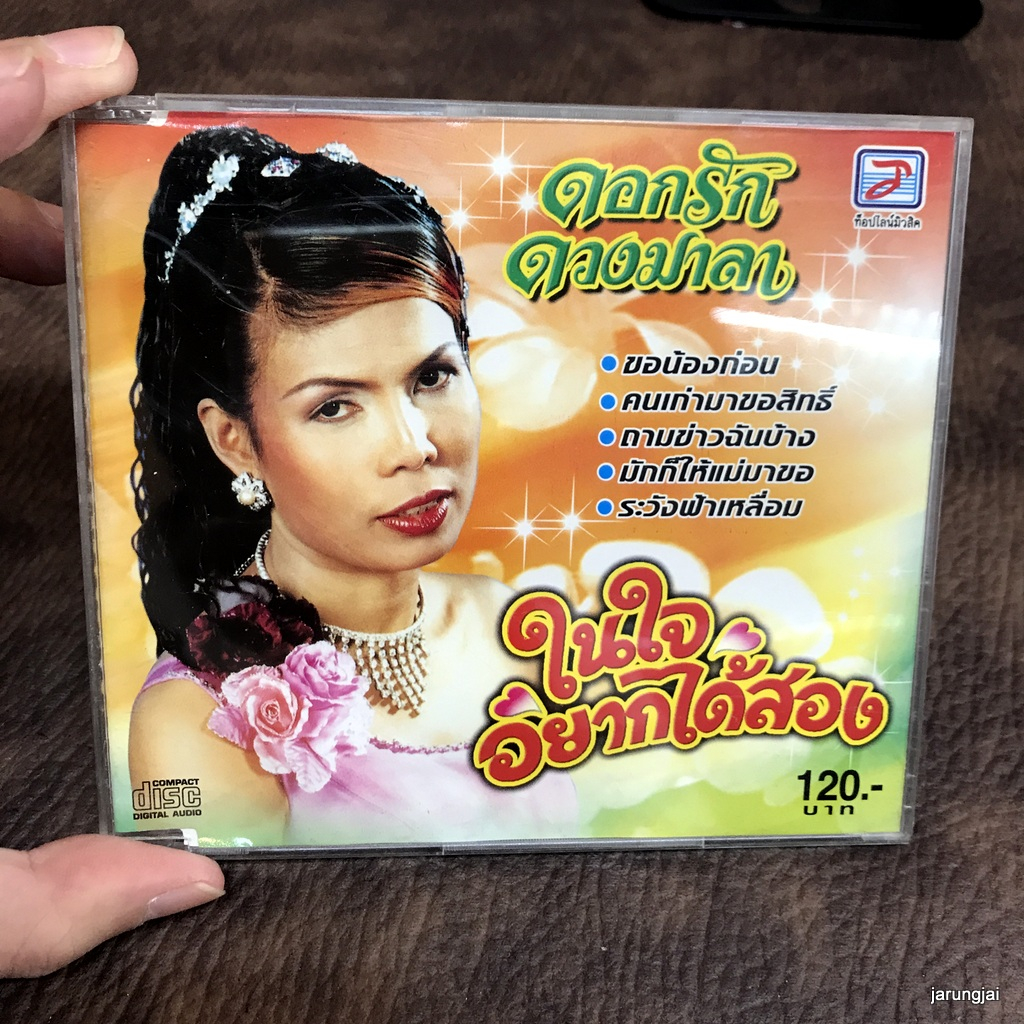 ดอกรัก
ดวงมาลา
ท็อปไลน์มิวสิค
ขอน้องก่อน
คนเก่ามาขอสิทธิ์
ถามข่าวฉันบ้าง
มักกี้ให้แม่มาขอ
ระวังฟ้าเหลื่อม
ในใจ
อยากได้สอง
COMPACT
disc
DIGITAL AUDIO
120.-
บาท
jarungjai